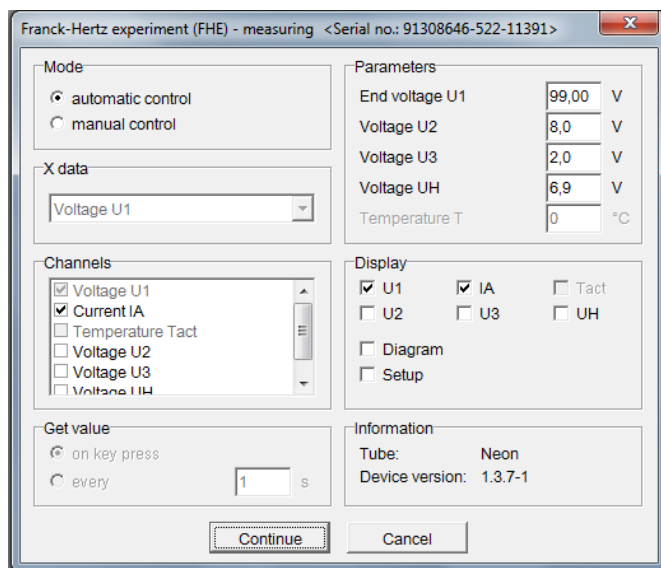 Franck-Hertz experiment (FHE) - measuring <Serial no.: 91308646-522-11391>
Mode
automatic control
manual control
X data
Voltage U1
Channels
Voltage U1
Current IA
Temperature Tact
Voltage U2
Voltage U3
Voltage UH
Get value
on key press
every 1 s
Parameters
End voltage U1 99,00 V
Voltage U2 8,0 V
Voltage U3 2,0 V
Voltage UH 6,9 V
Temperature T 0 °C
Display
U1 IA Tact
U2 U3 UH
Diagram
Setup
Information
Tube: Neon
Device version: 1.3.7-1
Continue Cancel